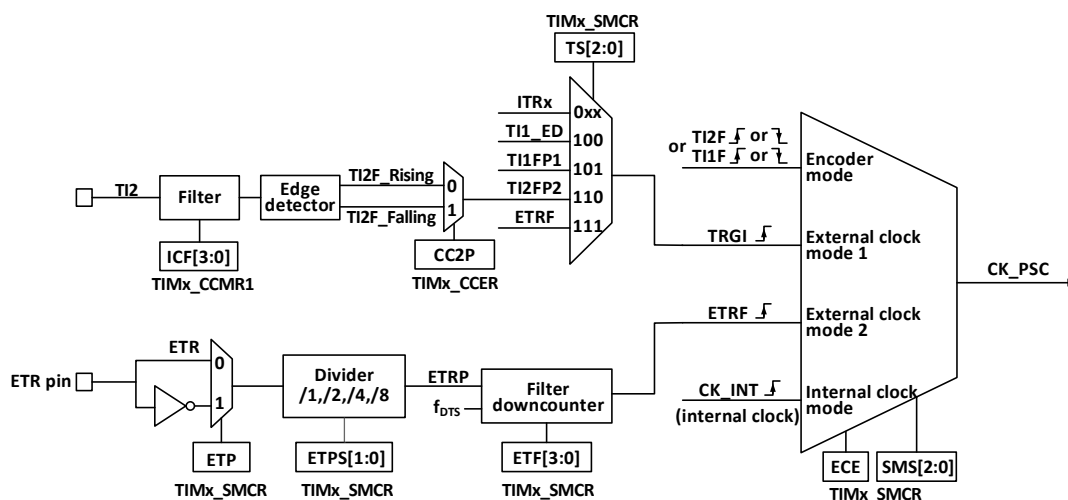 TIMx_SMCR
TS[2:0]
ITRx
0xx
TI1_ED
100
TI1FP1
101
TI2FP2
110
ETRF
111
TI2
Filter
Edge
detector
TI2F_Rising
TI2F_Falling
0
1
ICF[3:0]
TIMx_CCMR1
CC2P
TIMx_CCER
or TI2F or
TI1F or
Encoder
mode
TRGI
External clock
mode 1
CK_PSC
ETRF
External clock
mode 2
CK_INT
(internal clock)
Internal clock
mode
ETR pin
ETR
0
1
Divider
/1,/2,/4,/8
ETRP
fDTS
Filter
downcounter
ETP
TIMx_SMCR
ETPS[1:0]
TIMx_SMCR
ETF[3:0]
TIMx_SMCR
ECE
SMS[2:0]
TIMx_SMCR